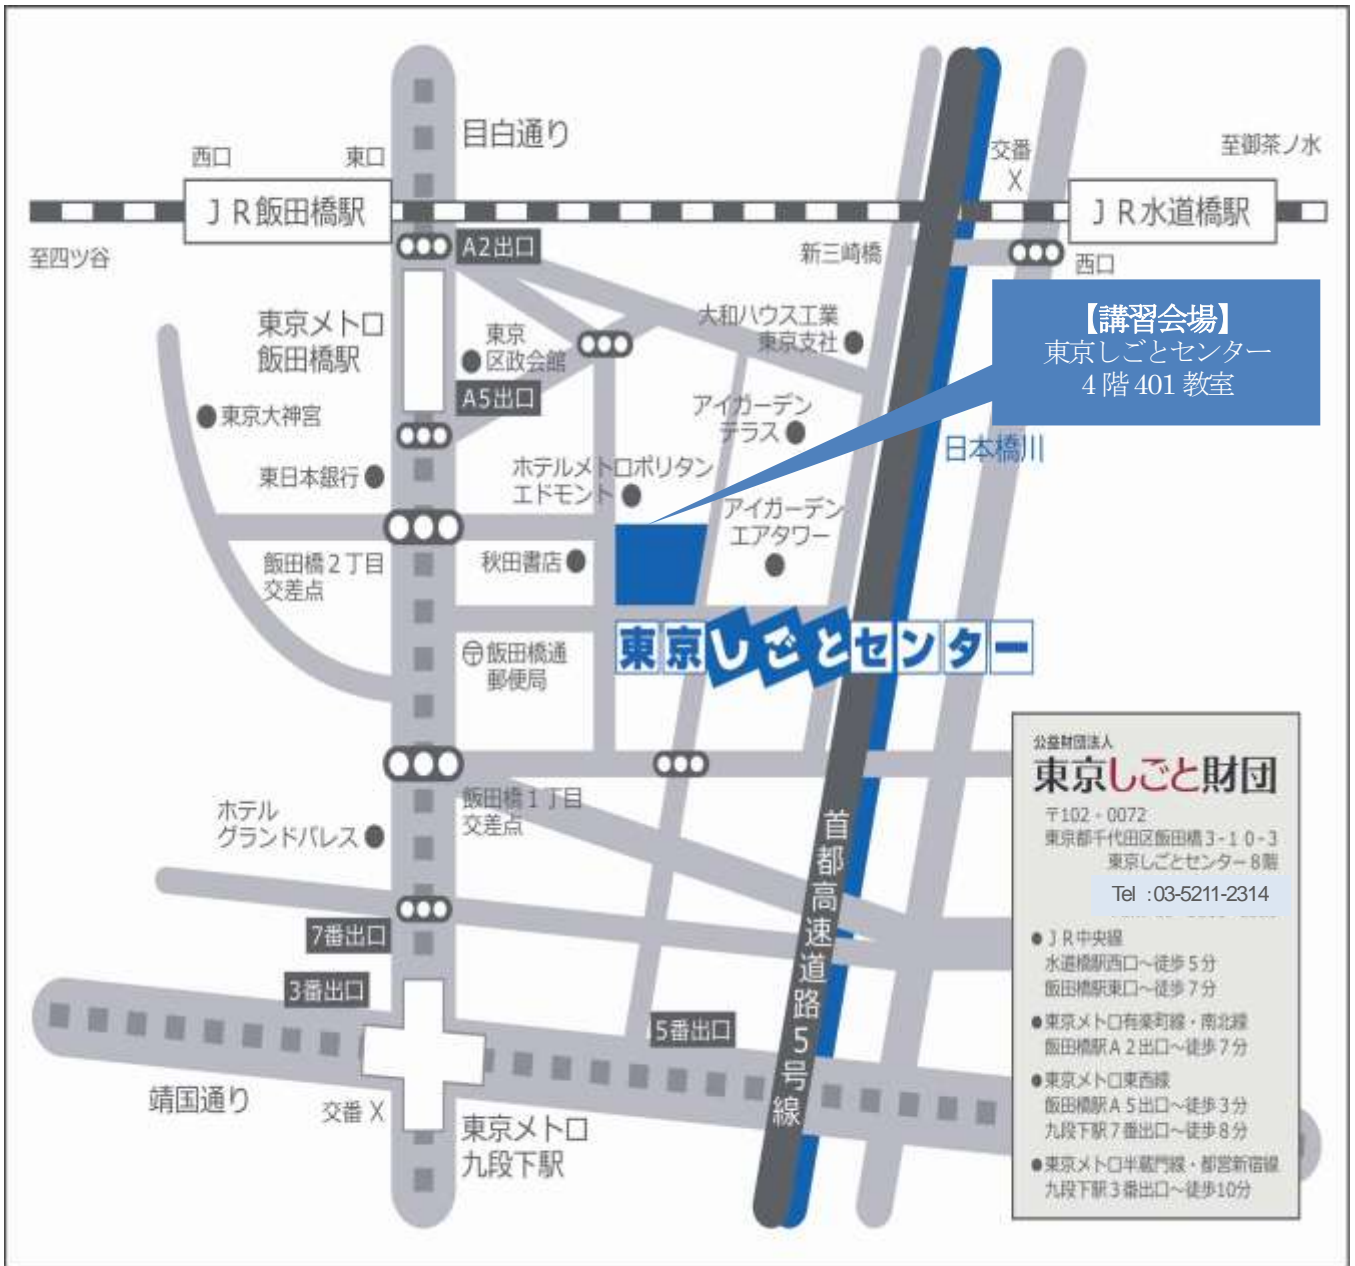 目白通り
西口
東口
交番
X
至御茶ノ水
ＪＲ飯田橋駅
ＪＲ水道橋駅
至四ツ谷
A2出口
新三崎橋
西口
東京メトロ
飯田橋駅
東京
区政会館
大和ハウス工業
東京支社
【講習会場】
東京しごとセンター
4 階 401 教室
A5出口
東京大神宮
アイガーデン
テラス
日本橋川
東日本銀行
ホテルメトロポリタン
エドモント
アイガーデン
エアタワー
飯田橋２丁目
交差点
秋田書店
東京しごとセンター
〒飯田橋通
郵便局
飯田橋１丁目
交差点
ホテル
グランドパレス
首都高速道路5号線
7番出口
3番出口
5番出口
靖国通り
交番 X
東京メトロ
九段下駅
公益財団法人
東京しごと財団
〒102-0072
東京都千代田区飯田橋３-１０-３
東京しごとセンター８階
Tel :03-5211-2314
●ＪＲ中央線
水道橋駅西口～徒歩５分
飯田橋駅東口～徒歩７分
●東京メトロ有楽町線・南北線
飯田橋駅Ａ２出口～徒歩７分
●東京メトロ東西線
飯田橋駅Ａ５出口～徒歩３分
九段下駅７番出口～徒歩８分
●東京メトロ半蔵門線・都営新宿線
九段下駅３番出口～徒歩10分